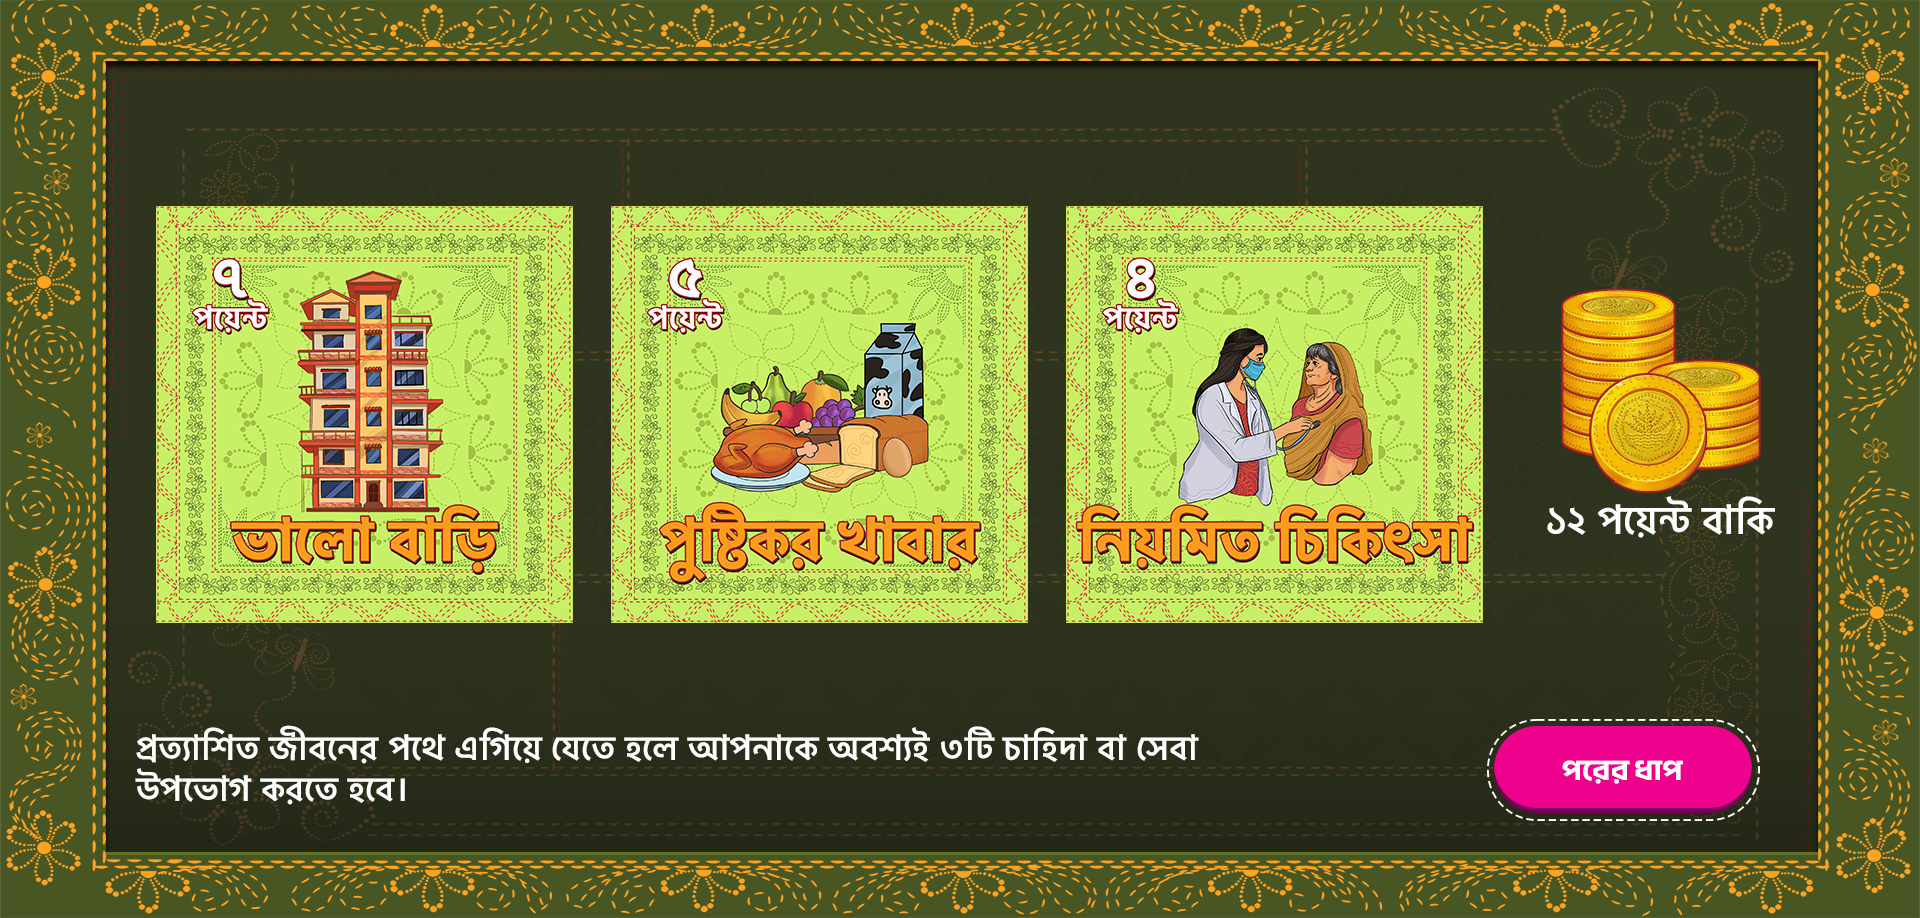 ৭
পয়েন্ট
ভালো বাড়ি
৫
পয়েন্ট
পুষ্টিকর খাবার
৪
পয়েন্ট
নিয়মিত চিকিৎসা
১২ পয়েন্ট বাকি
প্রত্যাশিত জীবনের পথে এগিয়ে যেতে হলে আপনাকে অবশ্যই ৩টি চাহিদা বা সেবা
উপভোগ করতে হবে।
পরের ধাপ